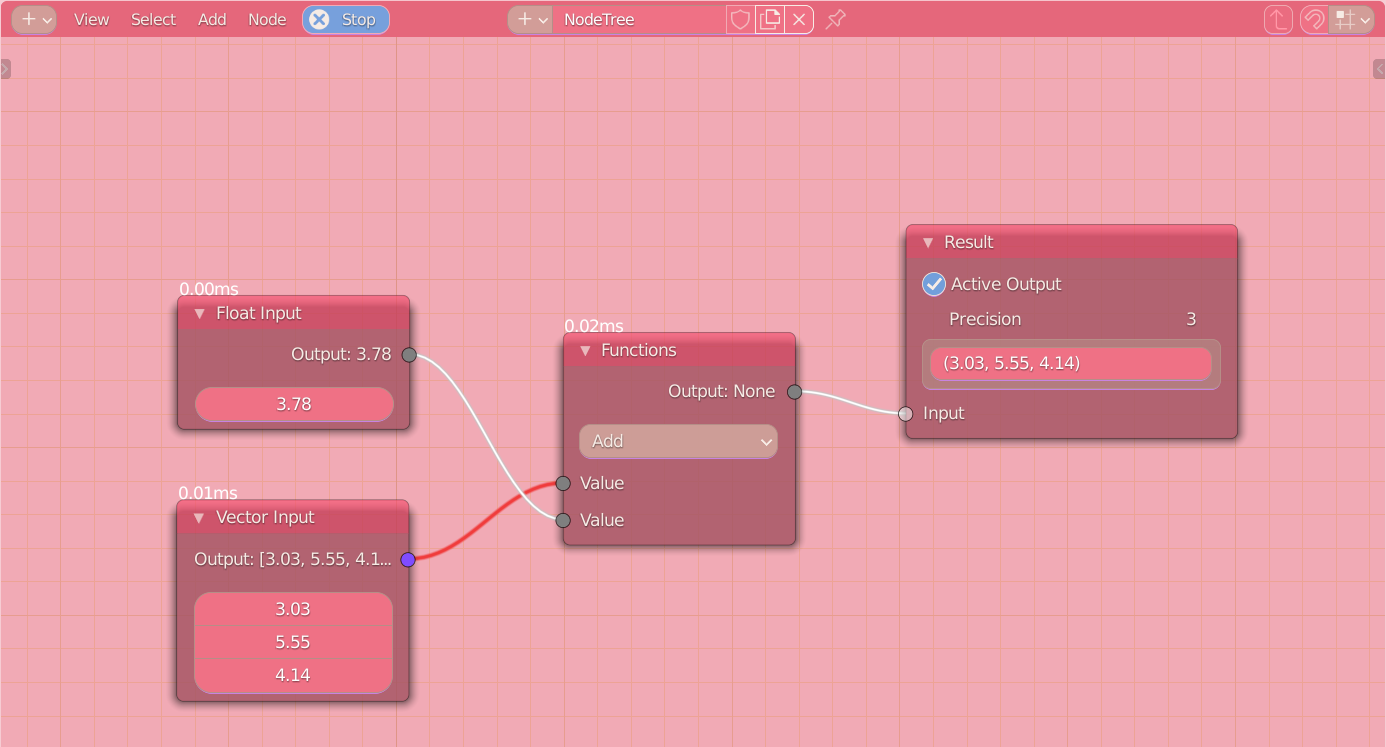 View Select Add Node Stop NodeTree
0.00ms
Float Input
Output: 3.78
3.78
0.01ms
Vector Input
Output: [3.03, 5.55, 4.1...
3.03
5.55
4.14
0.02ms
Functions
Output: None
Add
Value
Value
Result
Active Output
Precision 3
(3.03, 5.55, 4.14)
Input